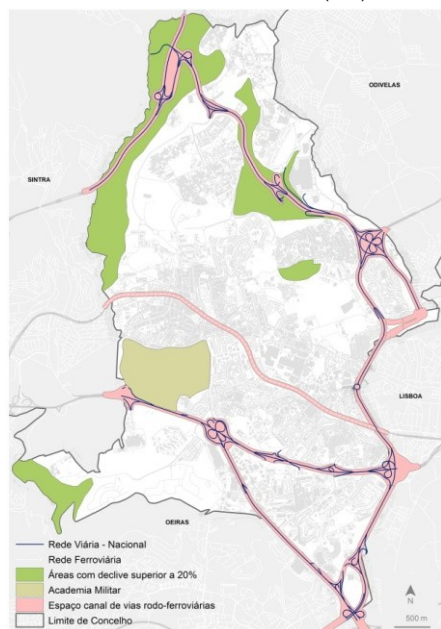 ODIVELAS
SINTRA
LISBOA
OEIRAS
Rede Viária - Nacional
Rede Ferroviária
Áreas com declive superior a 20%
Academia Militar
Espaço canal de vias rodo-ferroviárias
Limite de Concelho
N
500 m